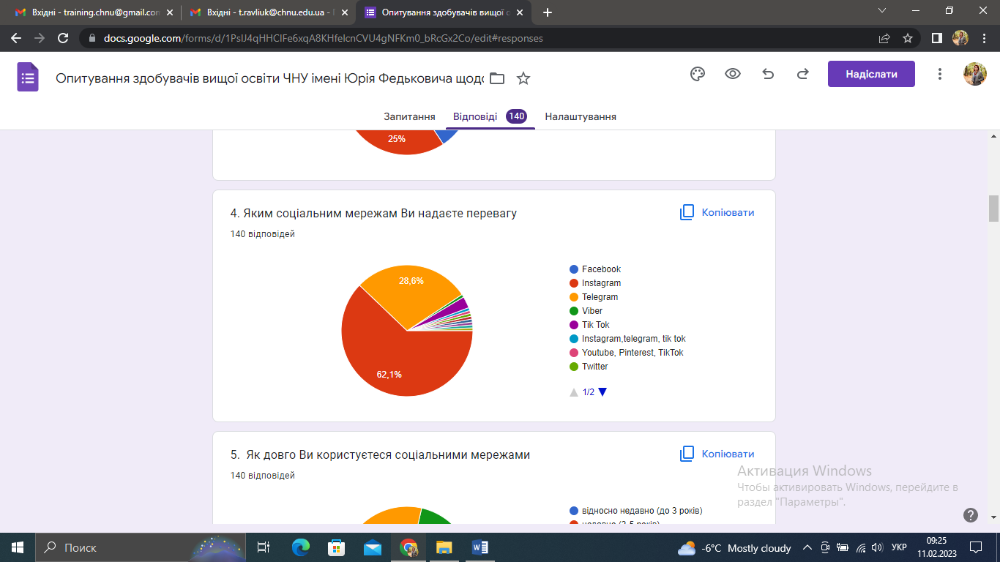 Вхідні - training.chnu@gmail.con
Вхідні - t.ravliuk@chnu.edu.ua -
Опитування здобувачів вищої о
docs.google.com/forms/d/1PslJ4qHHClFe6xqA8KHfelcnCVU4gNFKm0_bRcGx2Co/edit#responses
Опитування здобувачів вищої освіти ЧНУ імені Юрія Федьковича щодо
Надіслати
Запитання
Відповіді 140
Налаштування
25%
4. Яким соціальним мережам Ви надаєте перевагу
Копіювати
140 відповідей
28,6%
62,1%
Facebook
Instagram
Telegram
Viber
Tik Tok
Instagram,telegram, tik tok
Youtube, Pinterest, TikTok
Twitter
1/2
5. Як довго Ви користуєтеся соціальними мережами
Копіювати
140 відповідей
відносно недавно (до 3 років)
недавно (3-5 років)
Активация Windows
Чтобы активировать Windows, перейдите в
раздел "Параметры".
Поиск
-6°C Mostly cloudy
УКР
09:25
11.02.2023